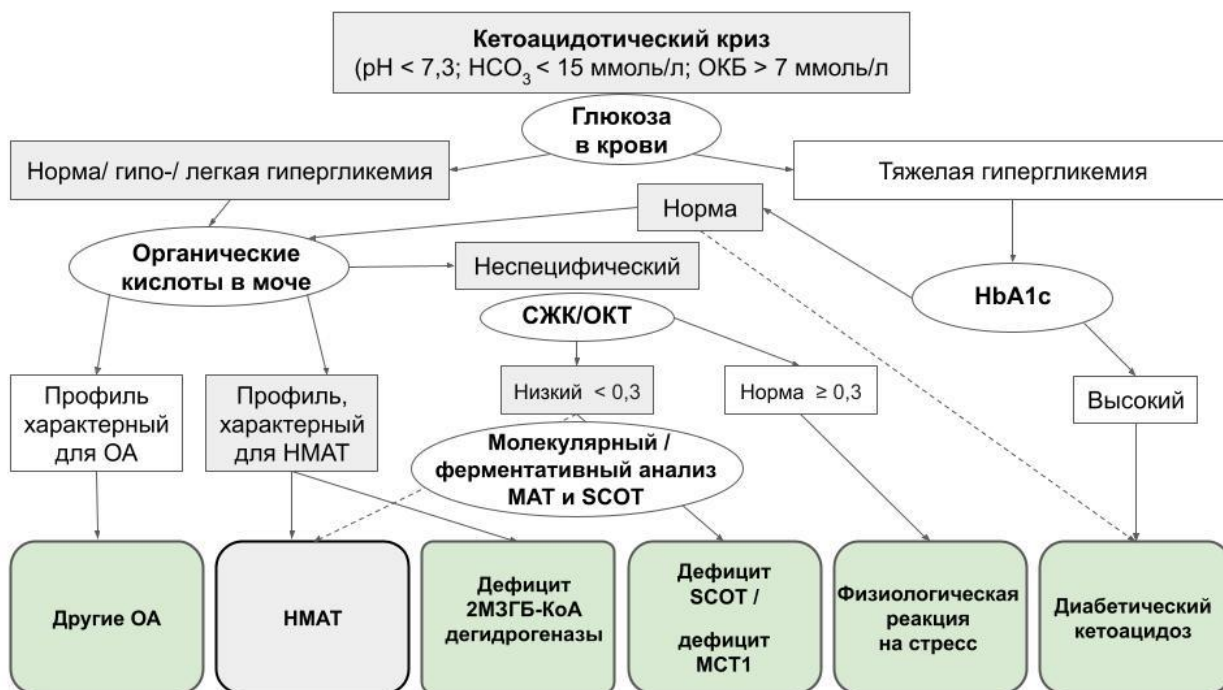 Кетоацидотический криз
(pH < 7,3; HCO3 < 15 ммоль/л; ОКБ > 7 ммоль/л
Глюкоза
в крови
Норма/ гипо-/ легкая гипергликемия
Тяжелая гипергликемия
Норма
Органические
кислоты в моче
Неспецифический
HbA1c
СЖК/ОКТ
Профиль
характерный
для ОА
Профиль,
характерный
для НМАТ
Низкий < 0,3
Норма ≥ 0,3
Высокий
Молекулярный /
ферментативный анализ
МАТ и SCOT
Другие ОА
НМАТ
Дефицит
2М3ГБ-КоА
дегидрогеназы
Дефицит
SCOT /
дефицит
МСТ1
Физиологическая
реакция
на стресс
Диабетический
кетоацидоз